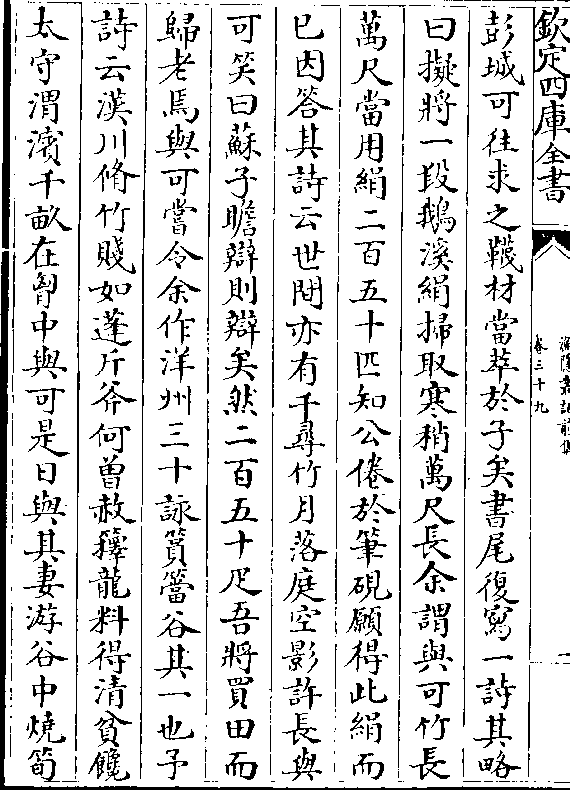 欽定四庫全書
卷三十九
彭城可往求之韈材當萃於子矣書尾復寫一詩其略
曰擬將一段鵝溪絹掃取寒稍萬尺長余謂與可竹長
萬尺當用絹二百五十匹知公倦於筆硯願得此絹而
已因答其詩云世間亦有千尋竹月落庭空影許長與
可笑曰蘇子瞻辯則辯矣然二百五十疋吾將買田而
歸老焉與可嘗令余作洋州三十詠篔簹谷其一也予
詩云漢川脩竹賤如蓬斤斧何曾赦籜龍料得清貧饞
太守渭濱千畝在胷中與可是日與其妻游谷中燒筍